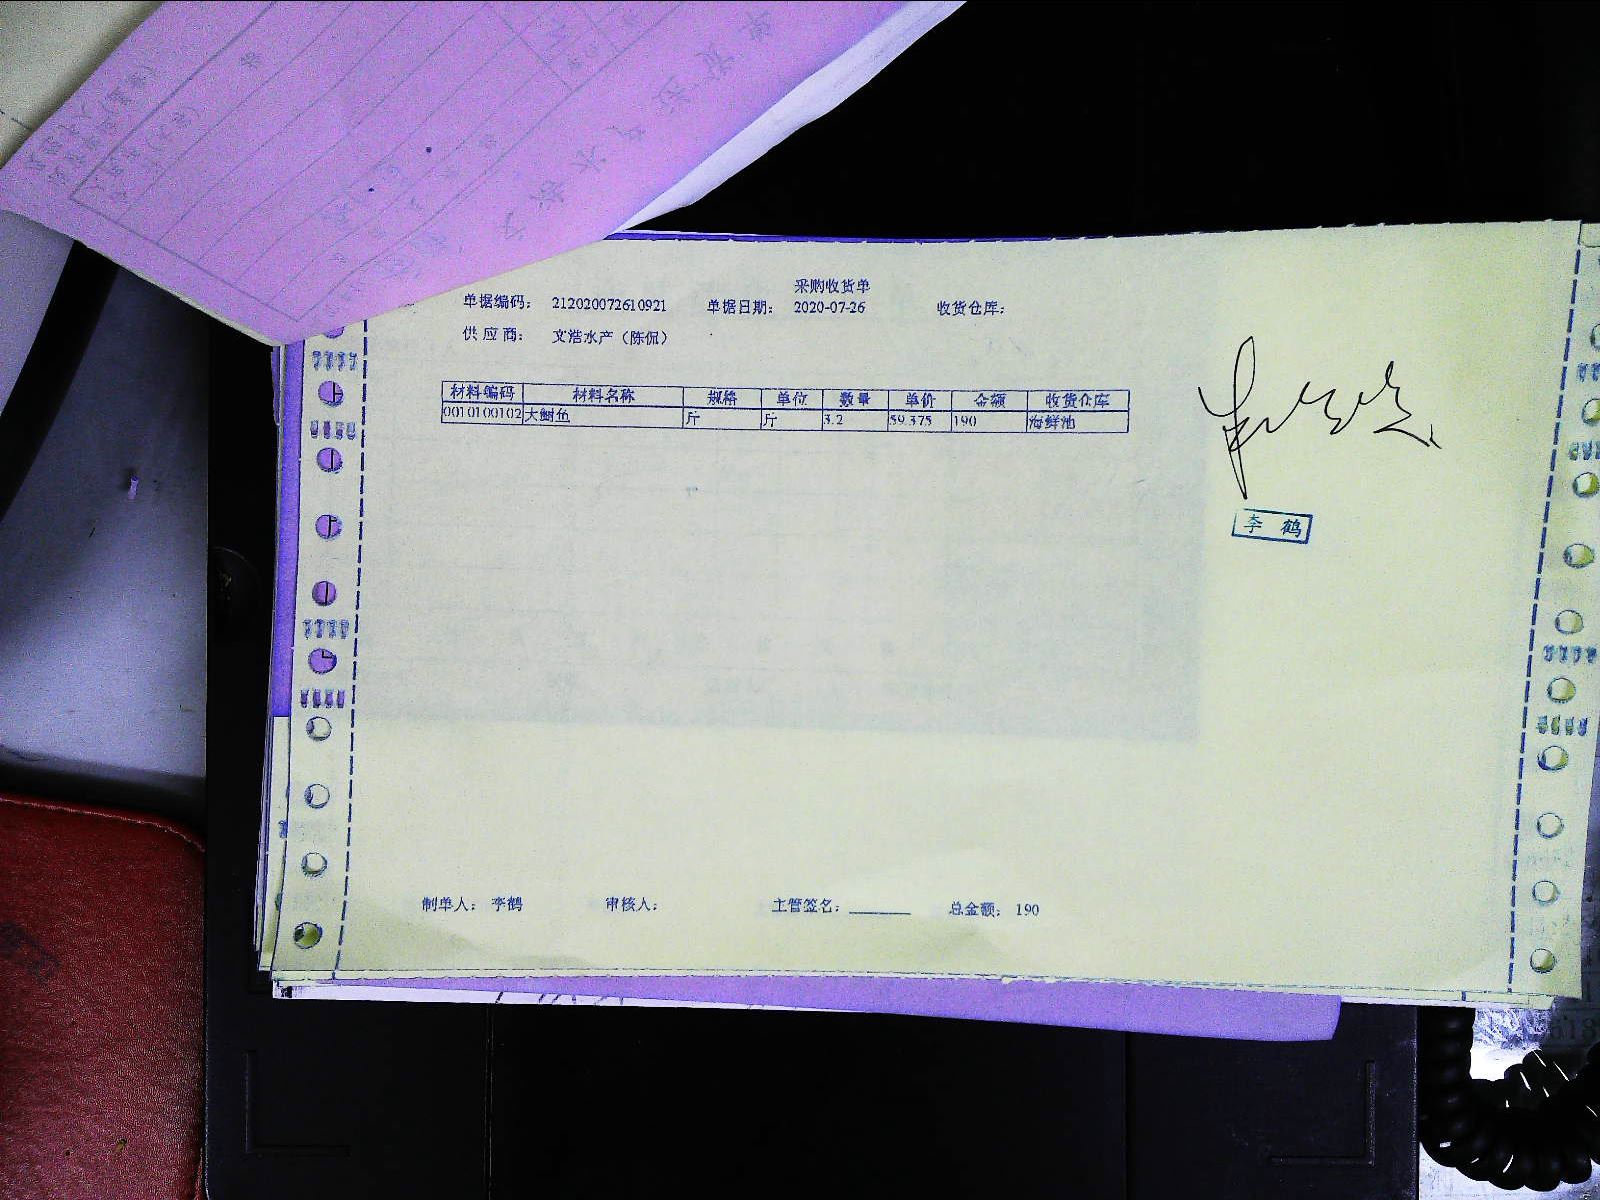 采购收货单
单据编码： 212020072610921 单据日期： 2020-07-26 收货仓库：
供 应 商： 文浩水产（陈侃）
材料编码 材料名称 规格 单位 数量 单价 金额 收货仓库
0010100102 大鲥鱼 斤 斤 3.2 59.375 190 海鲜池
李 鹤
制单人： 李鹤 审核人： 主管签名： 总金额： 190